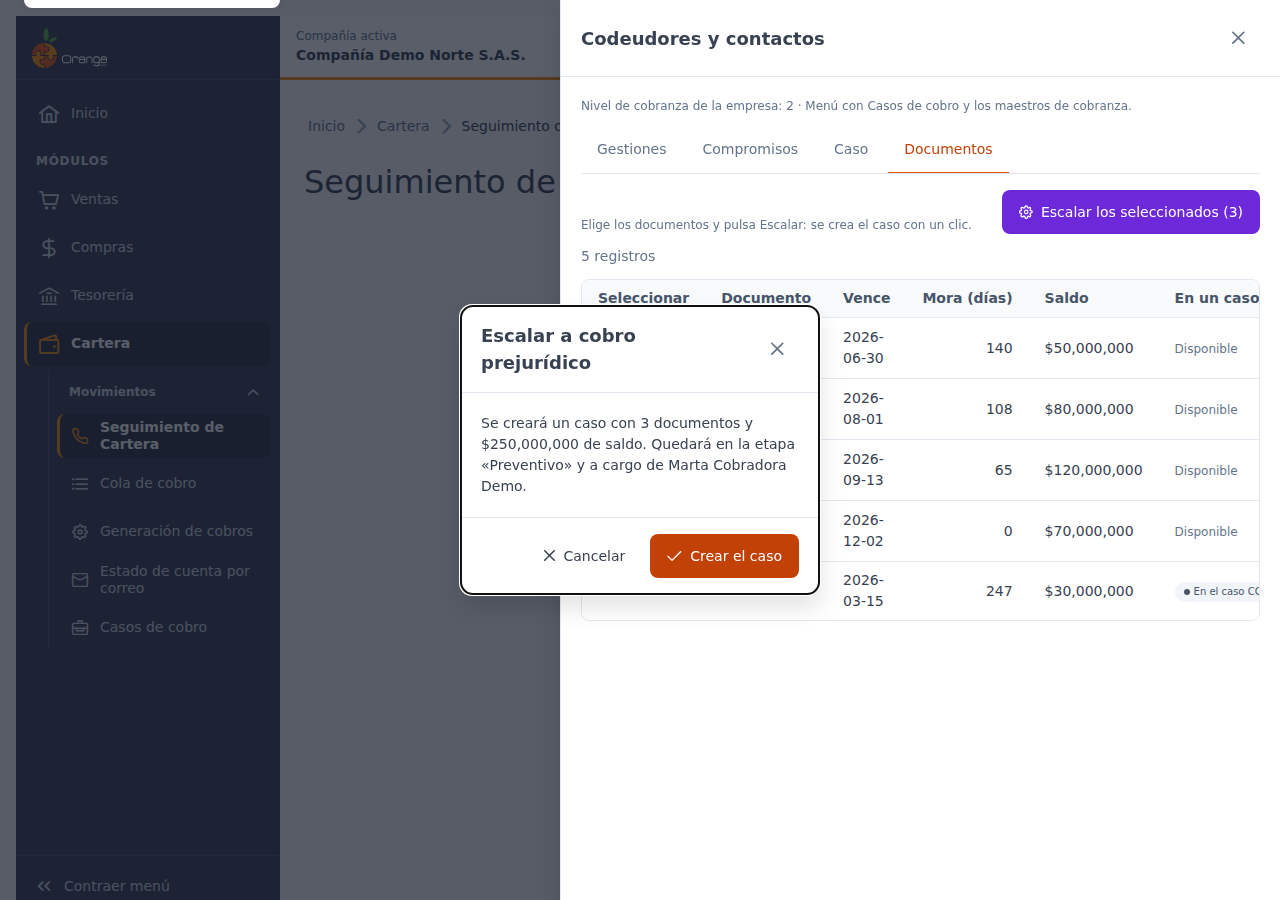 Orange
Compañía activa
Compañía Demo Norte S.A.S.
Inicio
MÓDULOS
Ventas
Compras
Tesorería
Cartera
Movimientos
Seguimiento de
Cartera
Cola de cobro
Generación de cobros
Estado de cuenta por
correo
Casos de cobro
Contraer menú
Inicio > Cartera > Seguimiento d
Seguimiento de
Codeudores y contactos
Nivel de cobranza de la empresa: 2 · Menú con Casos de cobro y los maestros de cobranza.
Gestiones Compromisos Caso Documentos
Elige los documentos y pulsa Escalar: se crea el caso con un clic.
Escalar los seleccionados (3)
5 registros
Seleccionar Documento Vence Mora (días) Saldo En un caso
2026-
06-30 140 $50,000,000 Disponible
2026-
08-01 108 $80,000,000 Disponible
2026-
09-13 65 $120,000,000 Disponible
2026-
12-02 0 $70,000,000 Disponible
2026-
03-15 247 $30,000,000 En el caso CC
Escalar a cobro
prejurídico
Se creará un caso con 3 documentos y
$250,000,000 de saldo. Quedará en la etapa
«Preventivo» y a cargo de Marta Cobradora
Demo.
Cancelar
Crear el caso